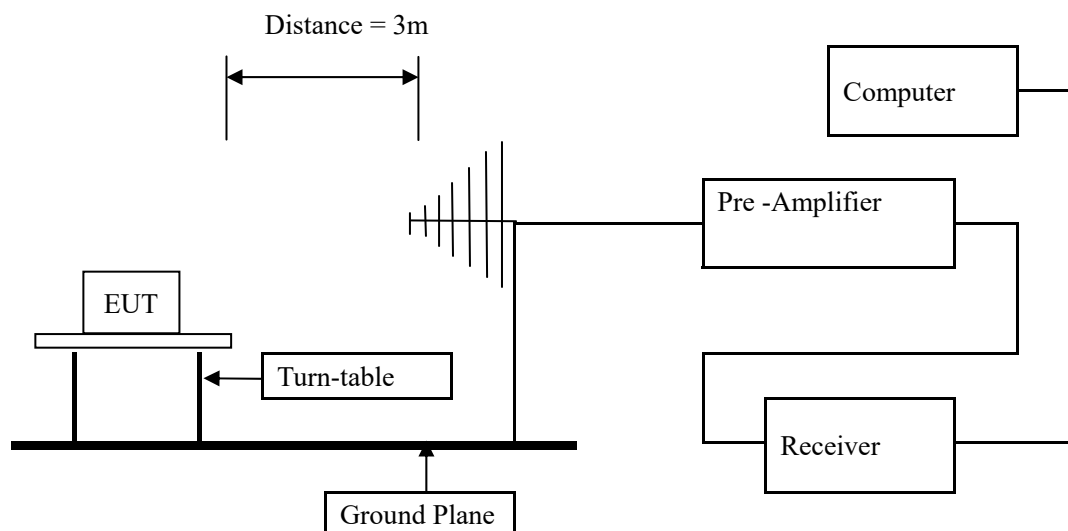 Distance = 3m
Computer
Pre -Amplifier
EUT
Turn-table
Receiver
Ground Plane